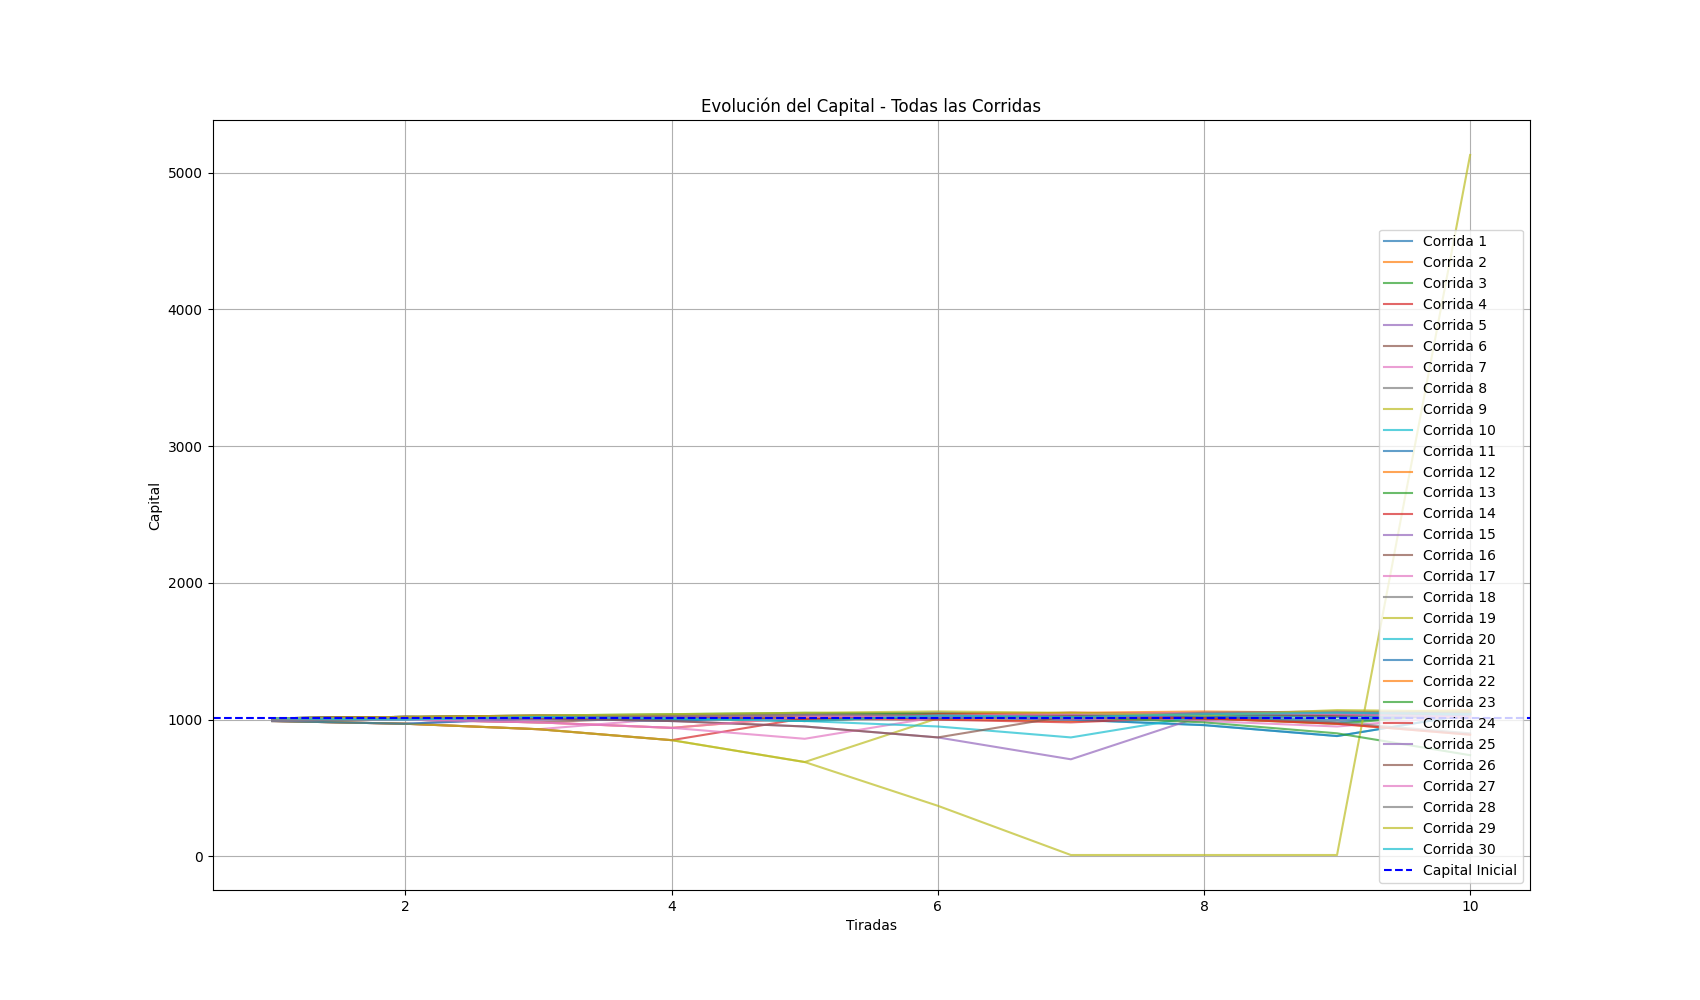 Evolución del Capital - Todas las Corridas
5000
4000
3000
2000
1000
0
Capital
2
4
6
8
10
Tiradas
Corrida 1
Corrida 2
Corrida 3
Corrida 4
Corrida 5
Corrida 6
Corrida 7
Corrida 8
Corrida 9
Corrida 10
Corrida 11
Corrida 12
Corrida 13
Corrida 14
Corrida 15
Corrida 16
Corrida 17
Corrida 18
Corrida 19
Corrida 20
Corrida 21
Corrida 22
Corrida 23
Corrida 24
Corrida 25
Corrida 26
Corrida 27
Corrida 28
Corrida 29
Corrida 30
Capital Inicial